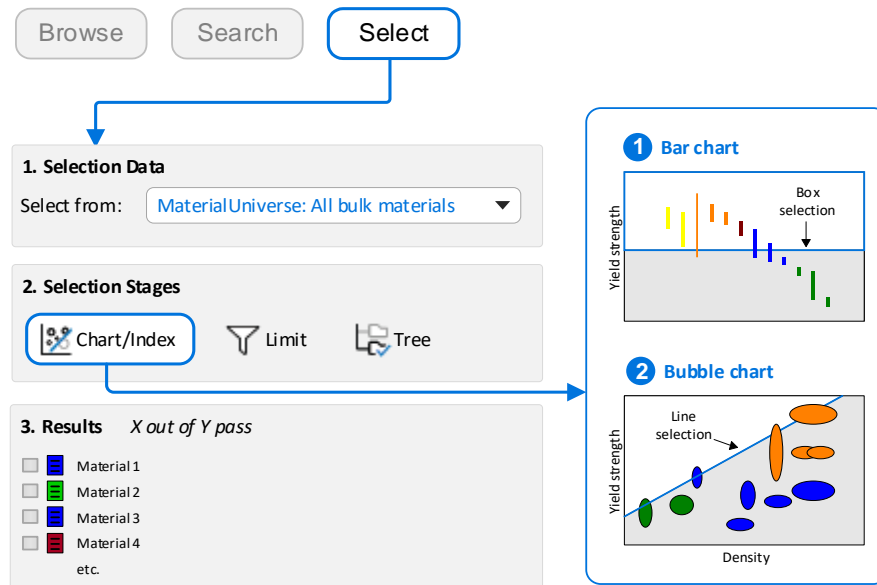 Browse
Search
Select
1. Selection Data
Select from:
MaterialUniverse: All bulk materials
2. Selection Stages
Chart/Index
Limit
Tree
3. Results X out of Y pass
Material 1
Material 2
Material 3
Material 4
etc.
1 Bar chart
Yield strength
Box
selection
2 Bubble chart
Yield strength
Line
selection
Density